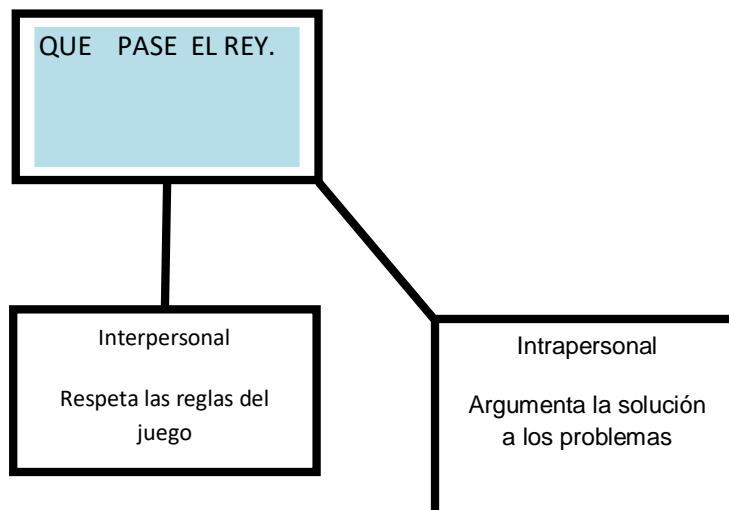 QUE PASE EL REY.
Interpersonal
Respeta las reglas del
juego
Intrapersonal
Argumenta la solución
a los problemas